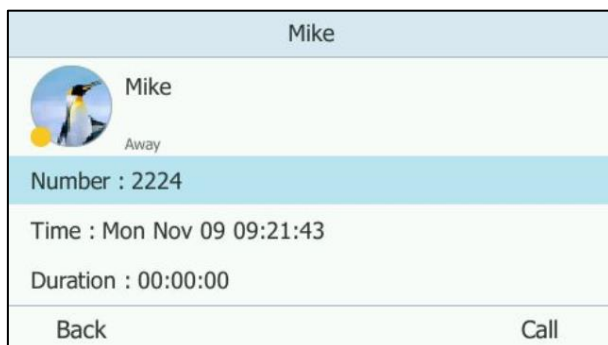 Mike
Mike
Away
Number : 2224
Time : Mon Nov 09 09:21:43
Duration : 00:00:00
Back Call